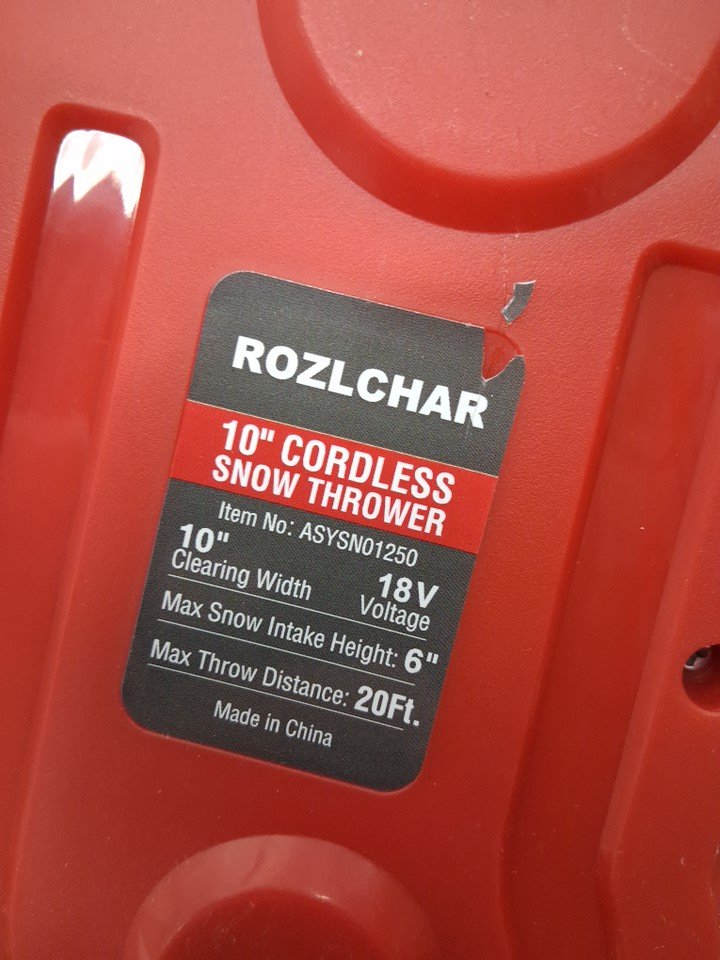 ROZLCHAR
10" CORDLESS
SNOW THROWER
Item No: ASYSN01250
10" 18V
Clearing Width Voltage
Max Snow Intake Height: 6"
Max Throw Distance: 20Ft.
Made in China